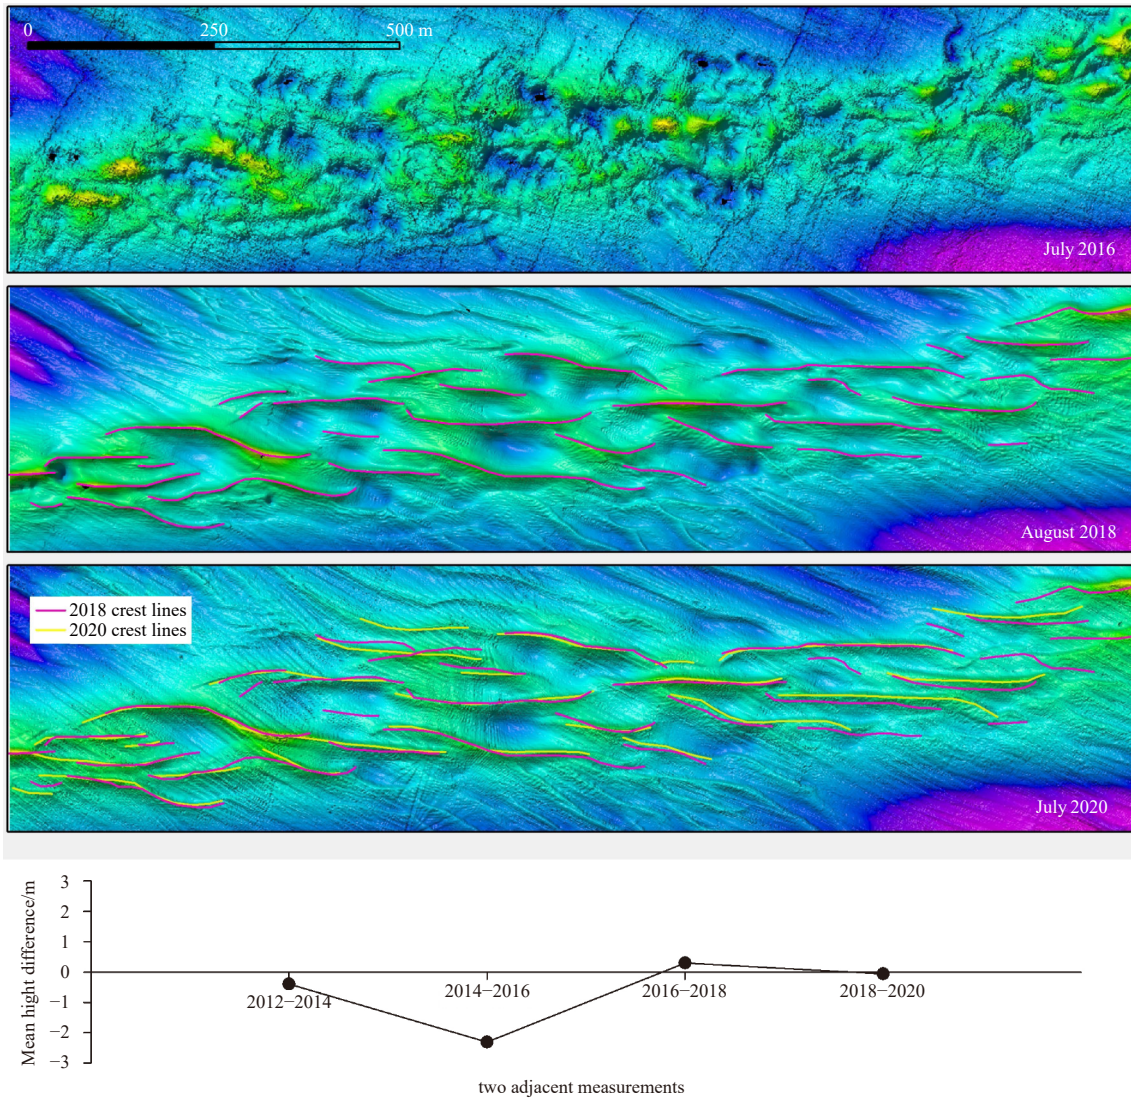 0 250 500 m
July 2016
August 2018
2018 crest lines
2020 crest lines
July 2020
Mean hight difference/m
3
2
1
0
−1
−2
−3
2012−2014
2014−2016
2016−2018
2018−2020
two adjacent measurements